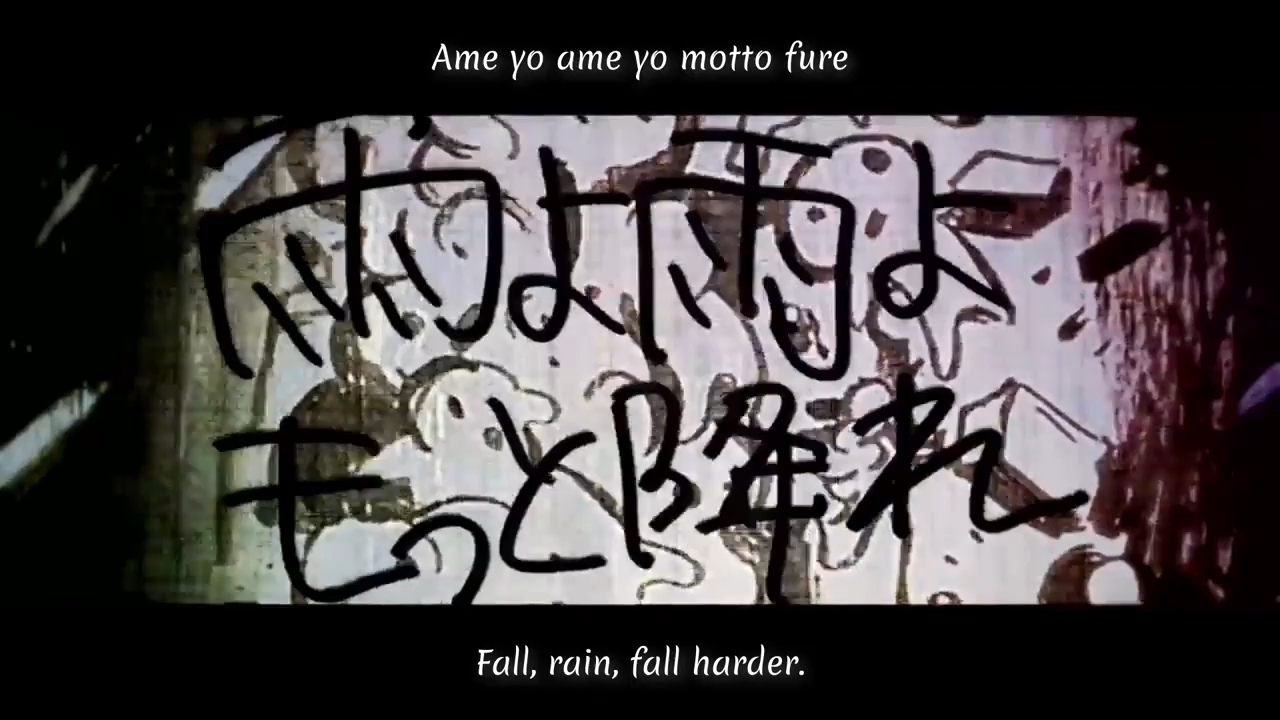 Ame yo ame yo motto fure
雨よ雨よ
もっと降れ
Fall, rain, fall harder.